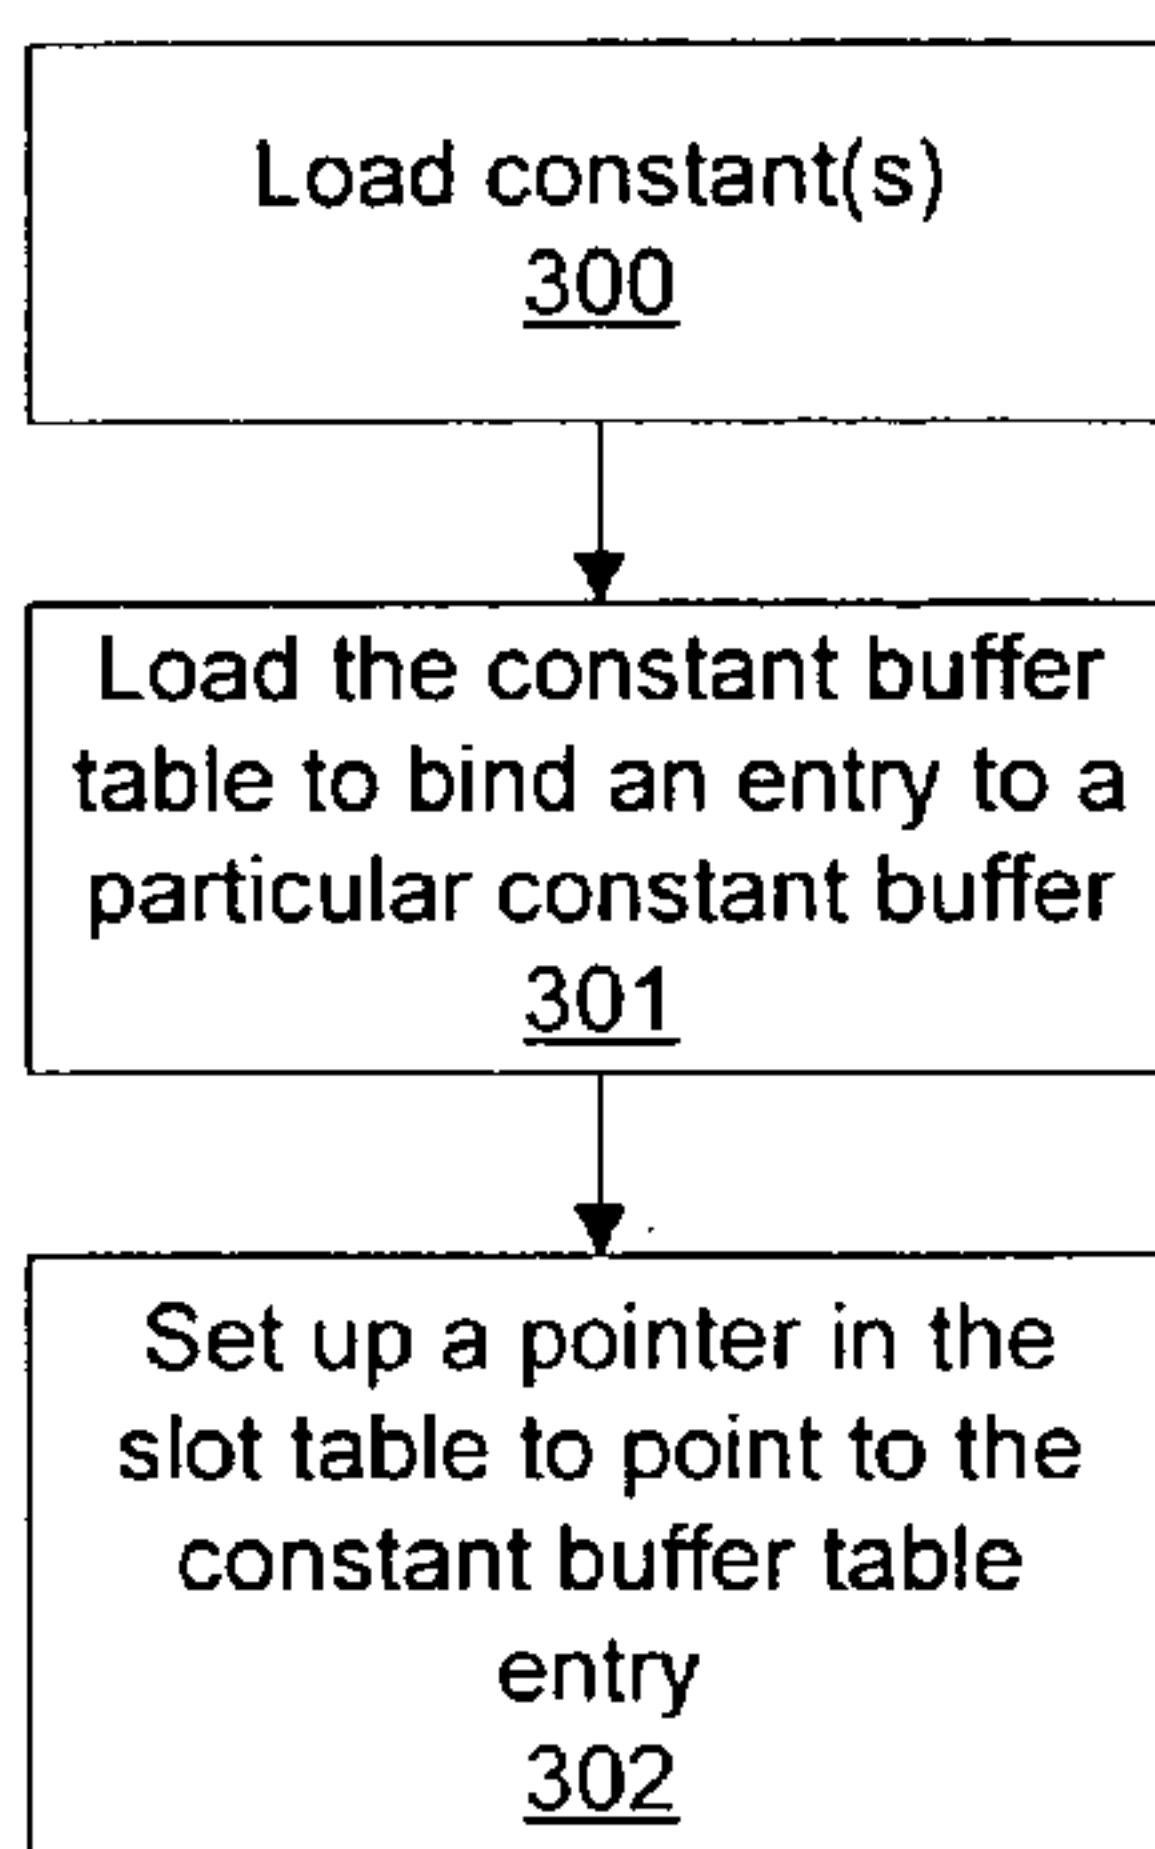 Load constant(s)
300
Load the constant buffer
table to bind an entry to a
particular constant buffer
301
Set up a pointer in the
slot table to point to the
constant buffer table
entry
302